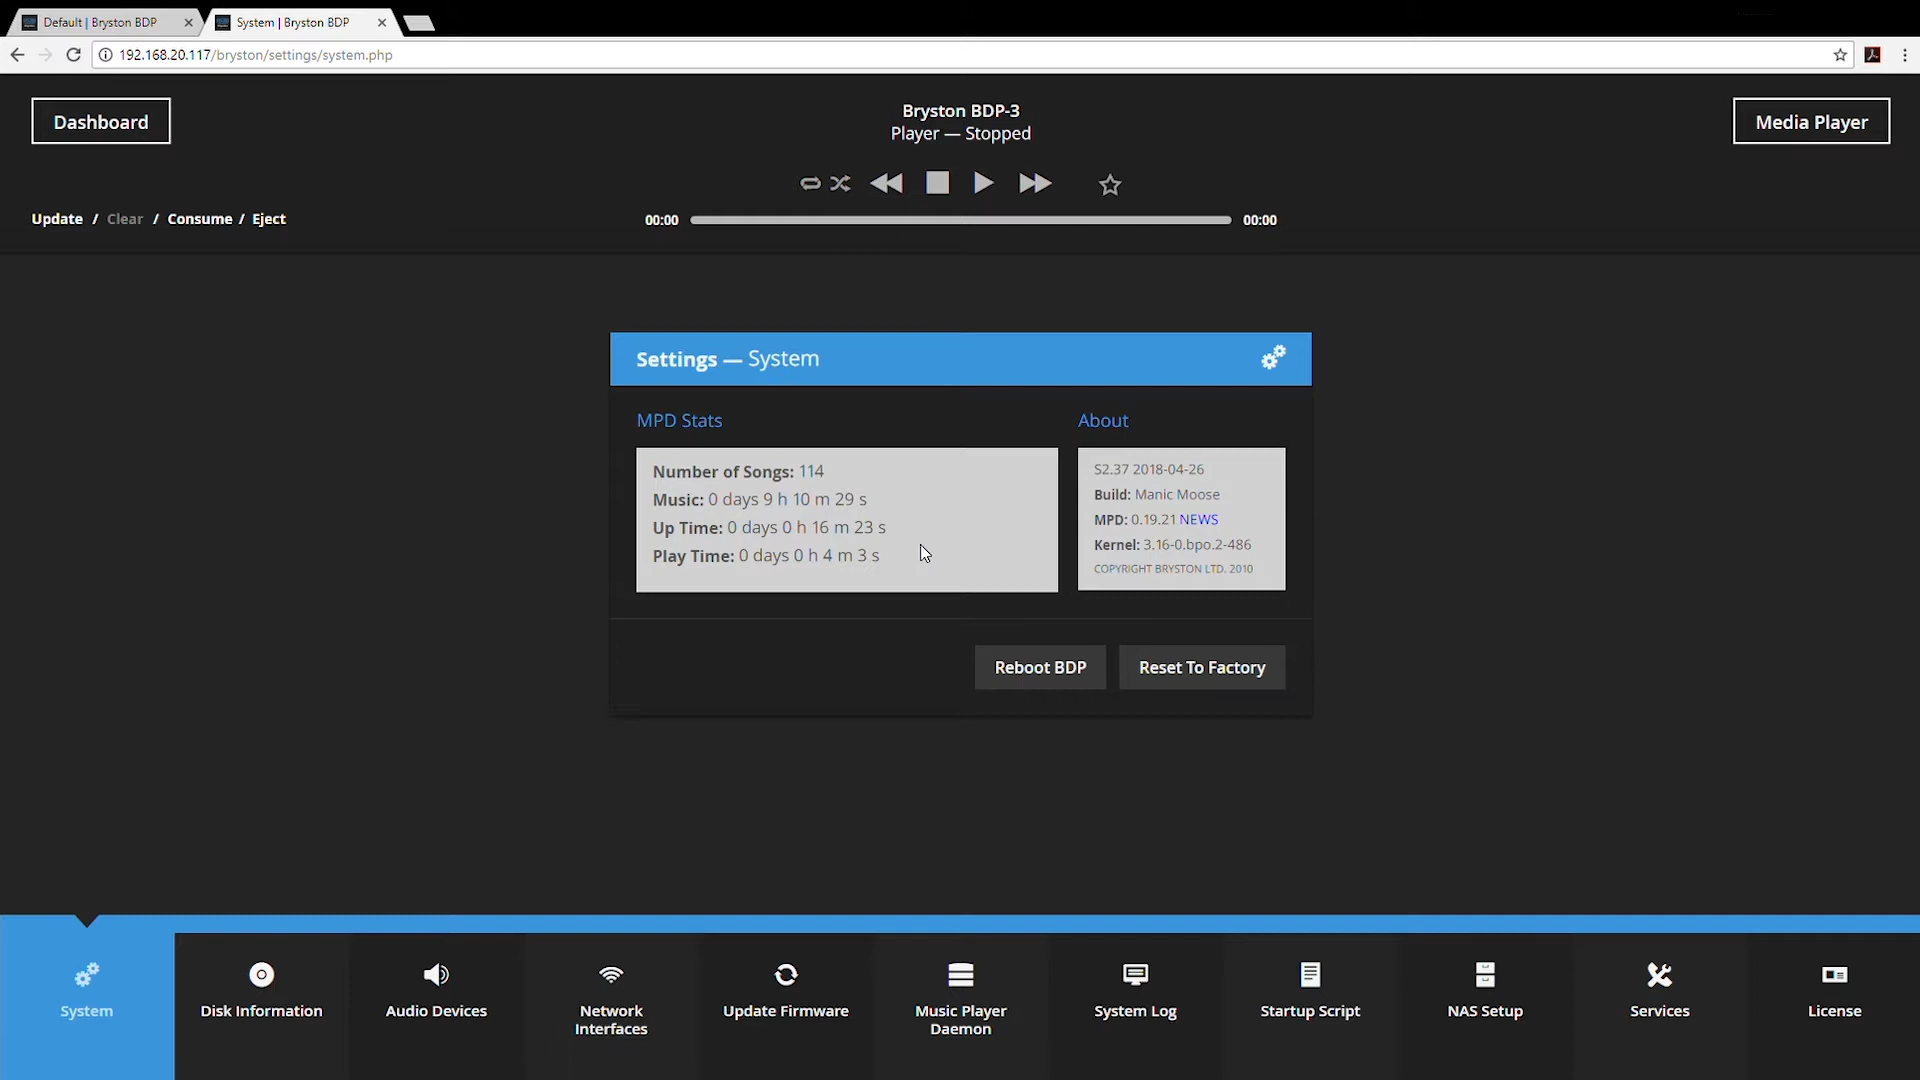 Default | Bryston BDP
System | Bryston BDP
192.168.20.117/bryston/settings/system.php
Dashboard
Bryston BDP-3
Player — Stopped
Media Player
Update / Clear / Consume / Eject
00:00
00:00
Settings — System
MPD Stats
Number of Songs: 114
Music: 0 days 9 h 10 m 29 s
Up Time: 0 days 0 h 16 m 23 s
Play Time: 0 days 0 h 4 m 3 s
About
S2.37 2018-04-26
Build: Manic Moose
MPD: 0.19.21 NEWS
Kernel: 3.16-0.bpo.2-486
COPYRIGHT BRYSTON LTD. 2010
Reboot BDP
Reset To Factory
System
Disk Information
Audio Devices
Network
Interfaces
Update Firmware
Music Player
Daemon
System Log
Startup Script
NAS Setup
Services
License